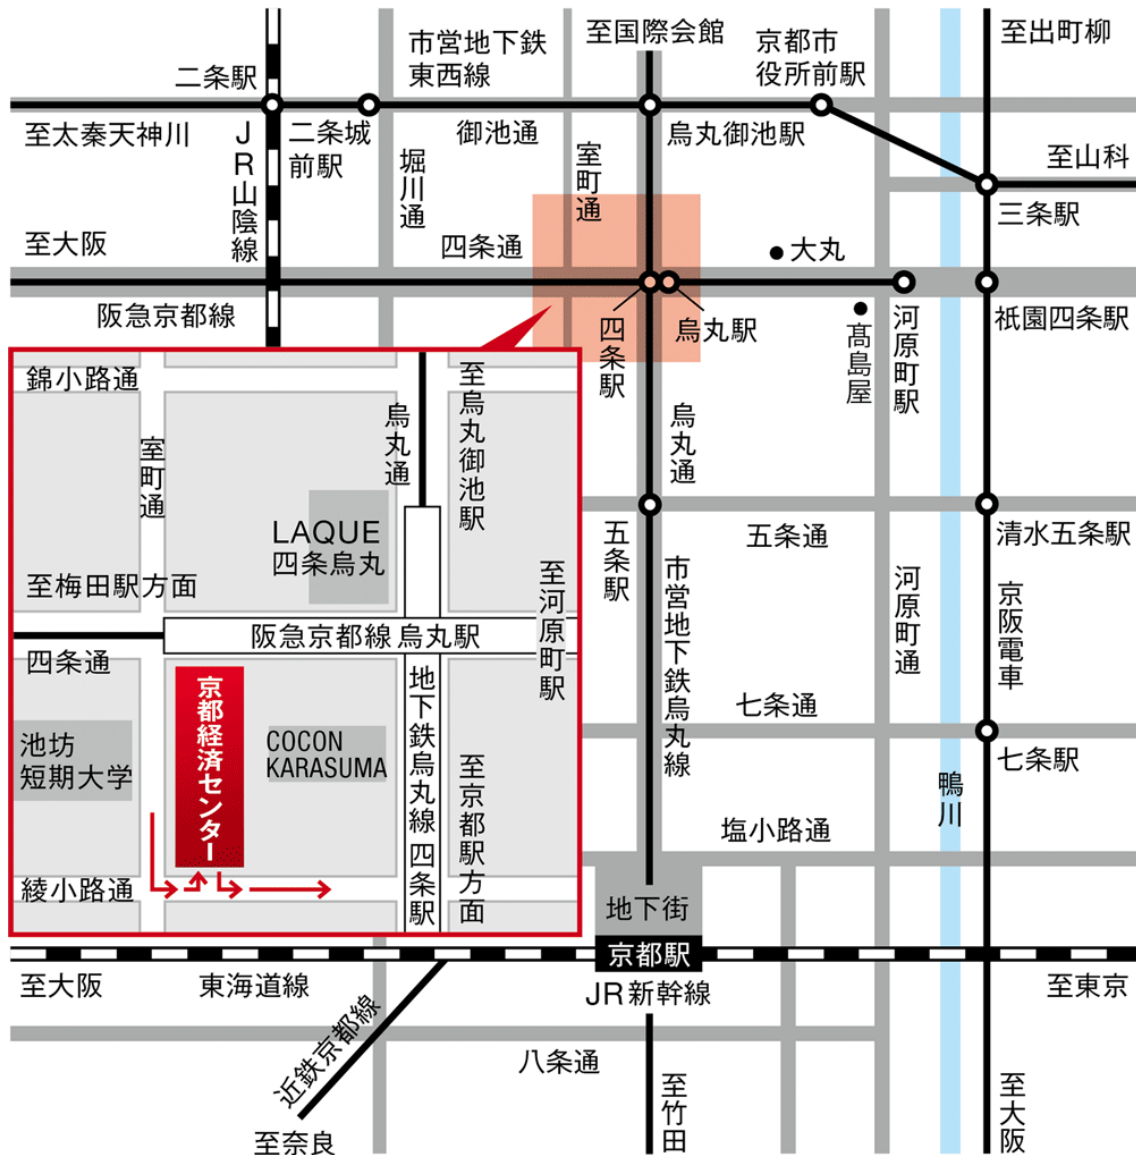 至国際会館
市営地下鉄
東西線
京都市
役所前駅
至出町柳
二条駅
至太秦天神川
JR山陰線
二条城
前駅
堀川通
御池通
室町通
烏丸御池駅
至山科
三条駅
至大阪
四条通
大丸
阪急京都線
四条駅
烏丸駅
髙島屋
河原町駅
祇園四条駅
烏丸通
五条駅
五条通
清水五条駅
市営地下鉄烏丸線
河原町通
京阪電車
七条通
七条駅
鴨川
塩小路通
地下街
京都駅
JR新幹線
至大阪
東海道線
至東京
近鉄京都線
至奈良
八条通
至竹田
至大阪
錦小路通
室町通
烏丸通
至烏丸御池駅
LAQUE
四条烏丸
至梅田駅方面
至河原町駅
阪急京都線 烏丸駅
四条通
京都経済センター
池坊
短期大学
COCON
KARASUMA
地下鉄烏丸線 四条駅
至京都駅方面
綾小路通